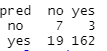 pred no yes
no 7 3
yes 19 162